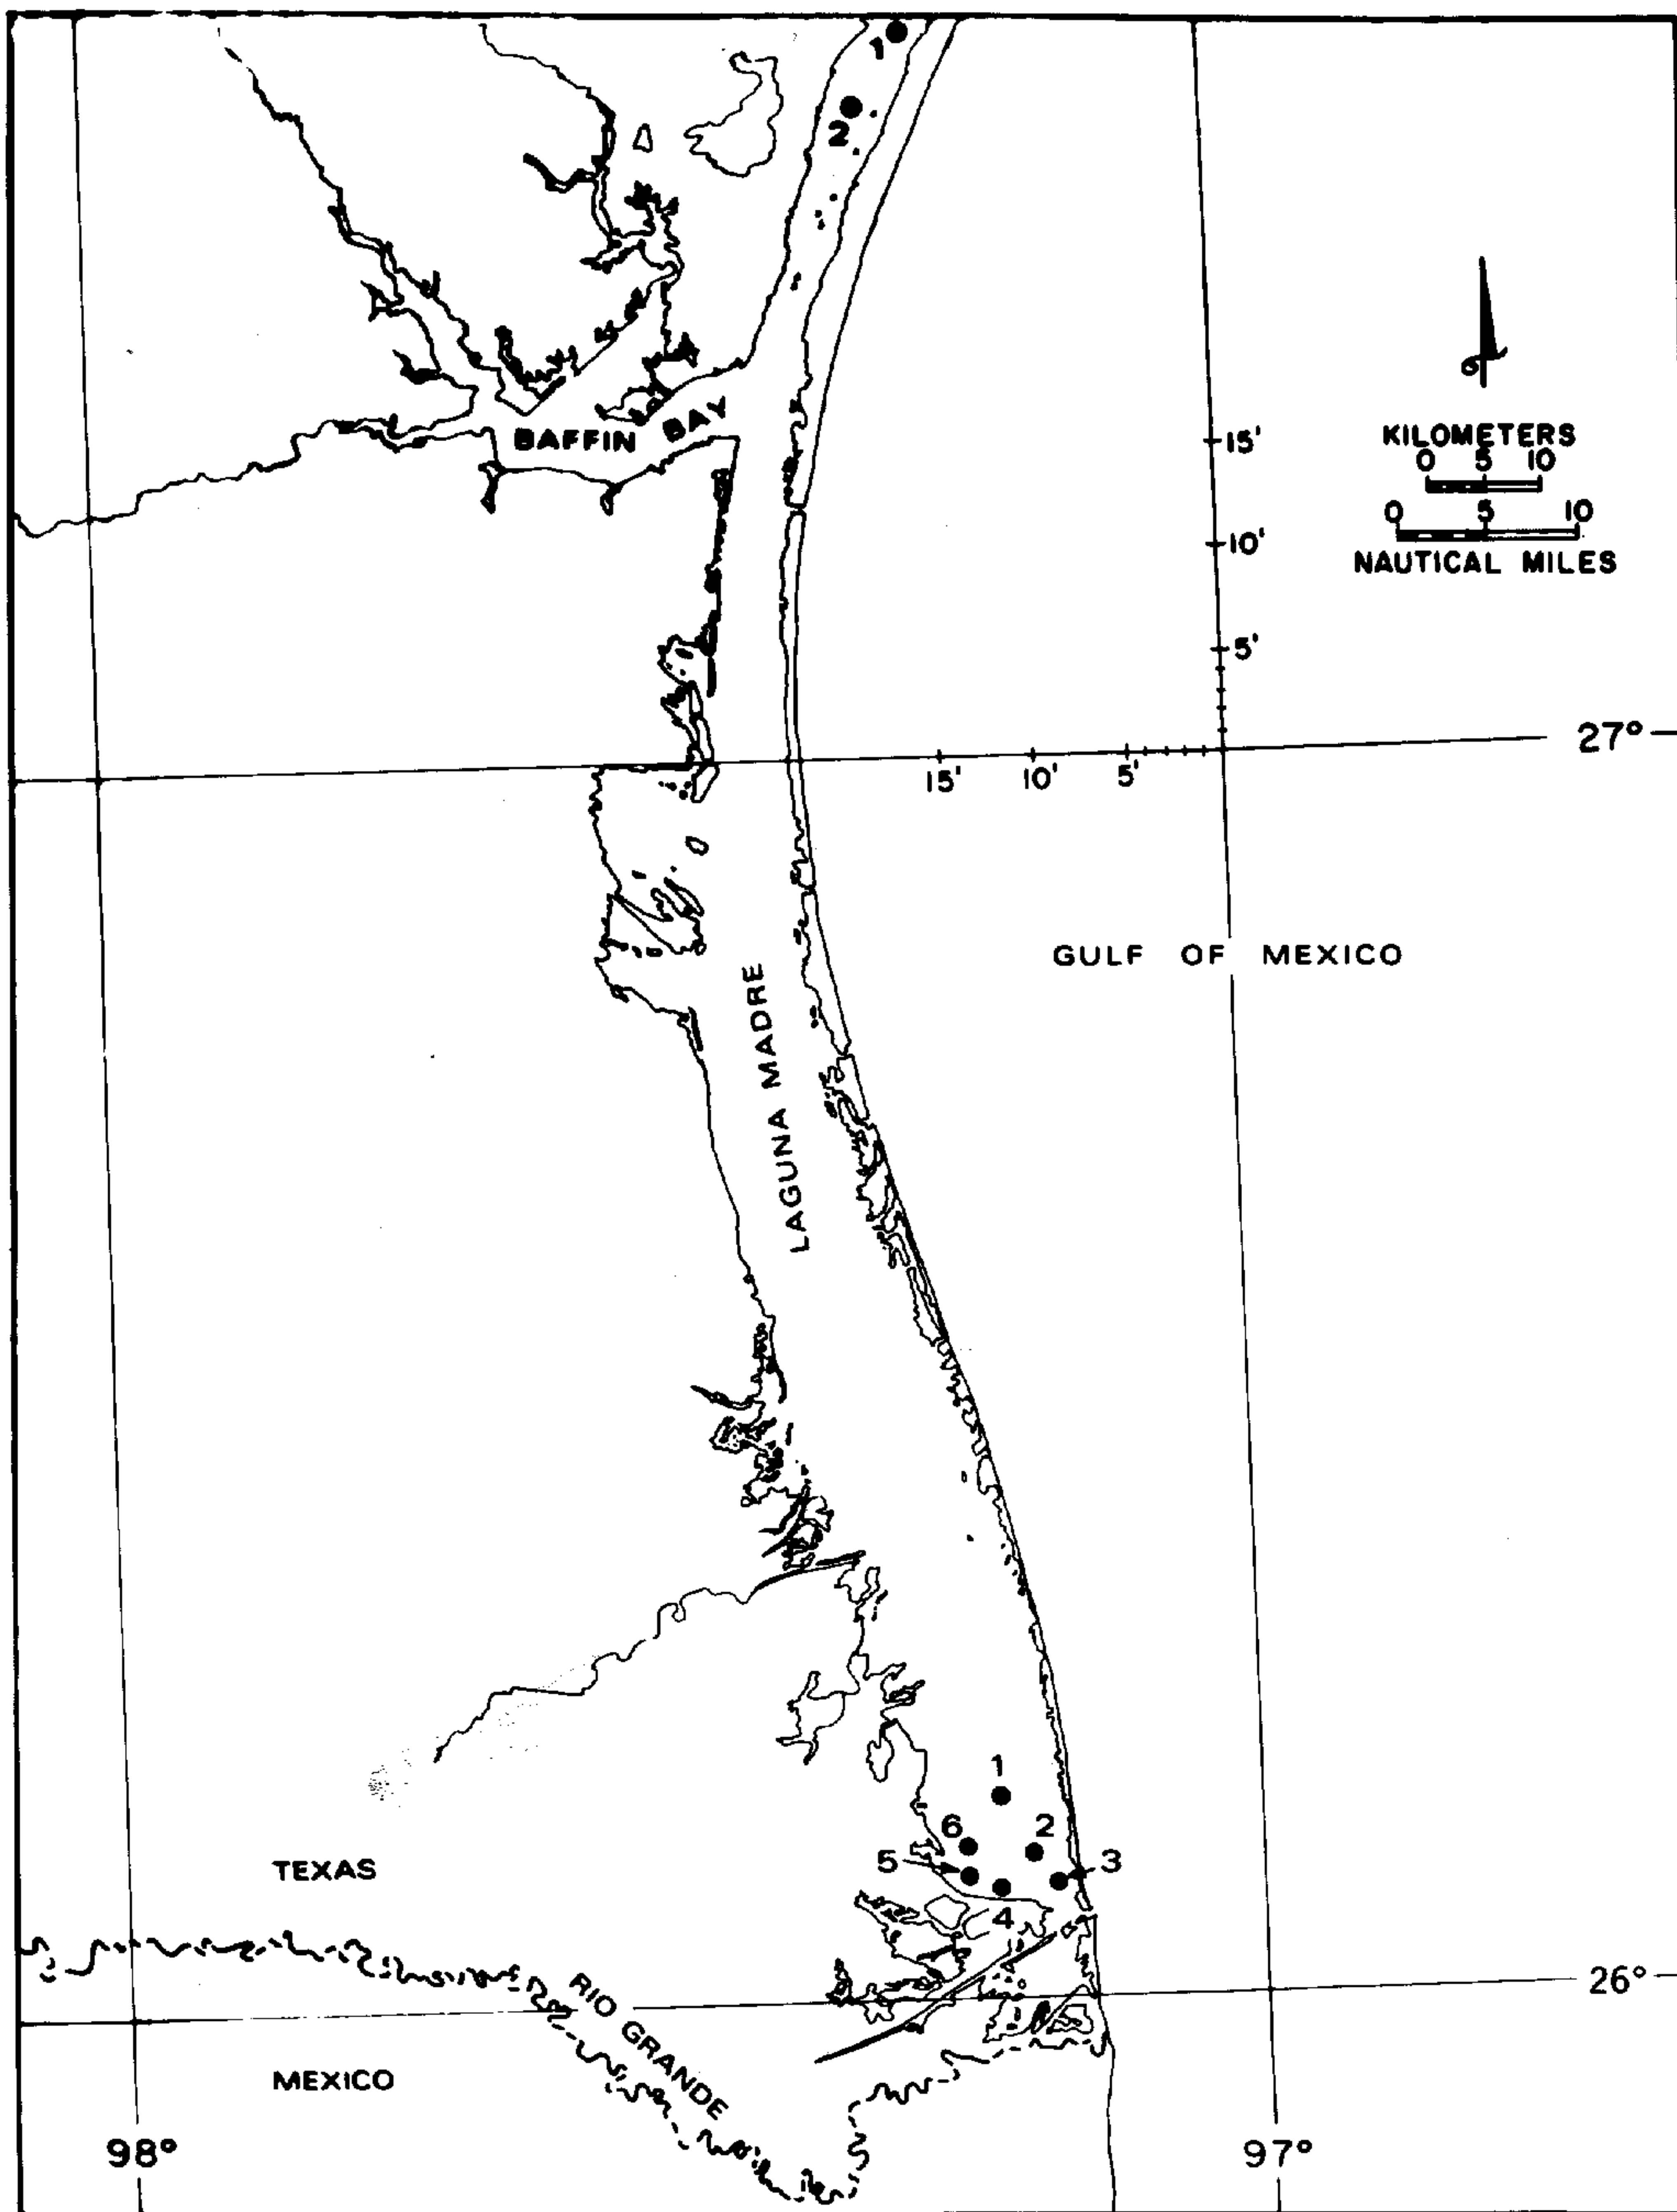 1
2
BAFFIN BAY
15'
10'
5'
KILOMETERS
0 5 10
0 5 10
NAUTICAL MILES
27°
15' 10' 5'
GULF OF MEXICO
LAGUNA MADRE
1
6 2
5 3
4
TEXAS
26°
RIO GRANDE
MEXICO
98° 97°